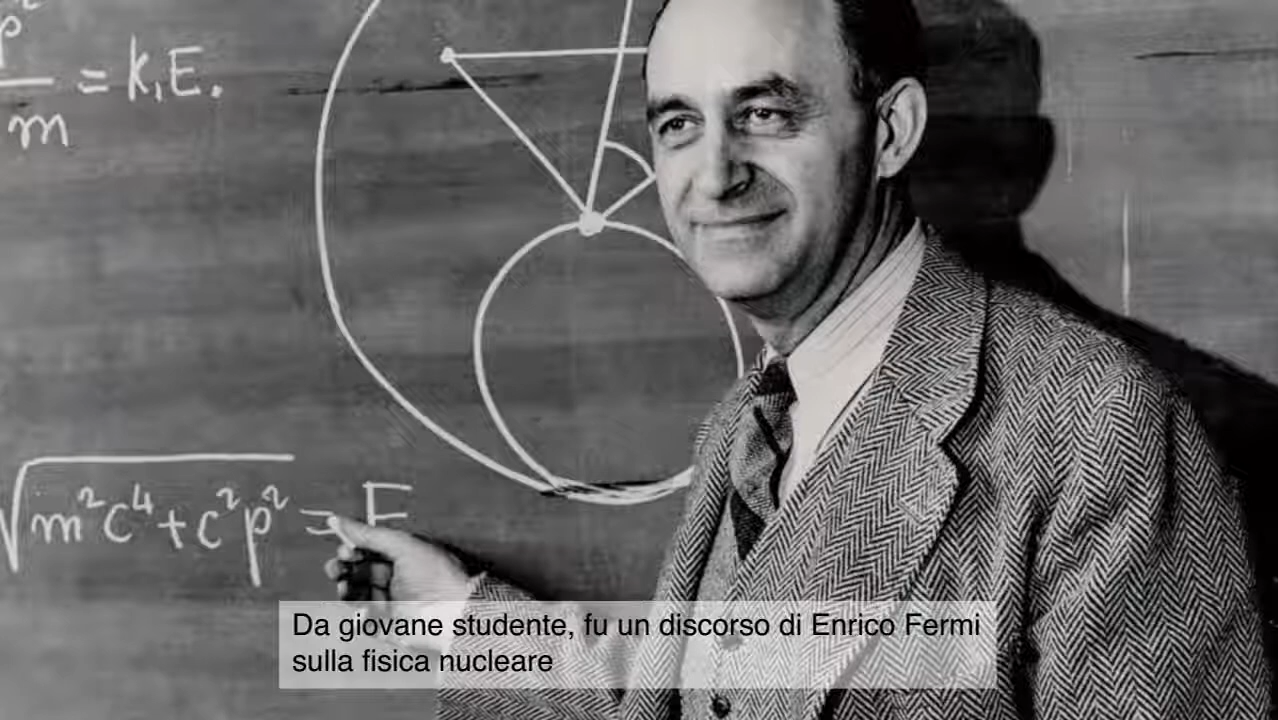 p²
— = K,E.
m
√m²c⁴+c²p² = E
Da giovane studente, fu un discorso di Enrico Fermi
sulla fisica nucleare